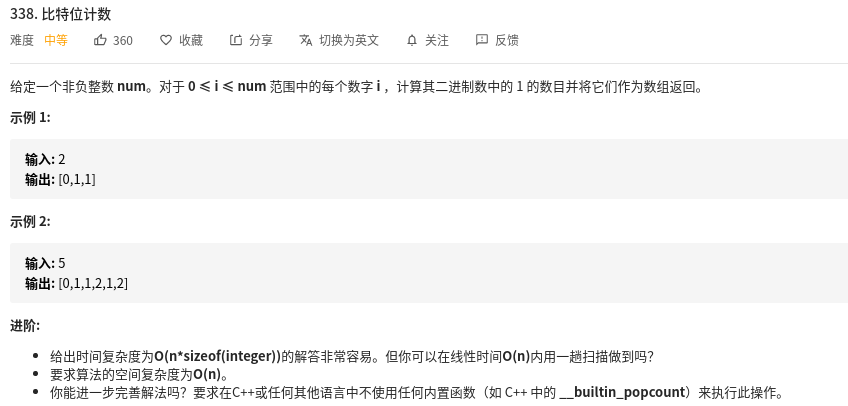 338. 比特位计数
难度 中等 360 收藏 分享 切换为英文 关注 反馈
给定一个非负整数 num。对于 0 ≤ i ≤ num 范围中的每个数字 i ，计算其二进制数中的 1 的数目并将它们作为数组返回。
示例 1:
输入: 2
输出: [0,1,1]
示例 2:
输入: 5
输出: [0,1,1,2,1,2]
进阶:
给出时间复杂度为O(n*sizeof(integer))的解答非常容易。但你可以在线性时间O(n)内用一趟扫描做到吗？
要求算法的空间复杂度为O(n)。
你能进一步完善解法吗？要求在C++或任何其他语言中不使用任何内置函数（如 C++ 中的 __builtin_popcount）来执行此操作。